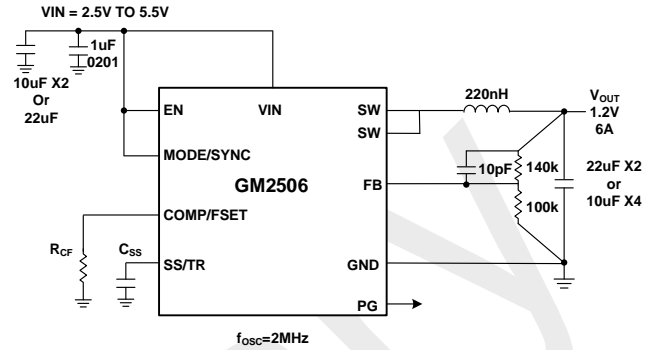 VIN = 2.5V TO 5.5V
1uF
0201
10uF X2
Or
22uF
EN
VIN
SW
SW
220nH
VOUT
1.2V
6A
MODE/SYNC
10pF
140k
22uF X2
or
10uF X4
GM2506
FB
100k
COMP/FSET
RCF
CSS
SS/TR
GND
PG
fOSC=2MHz